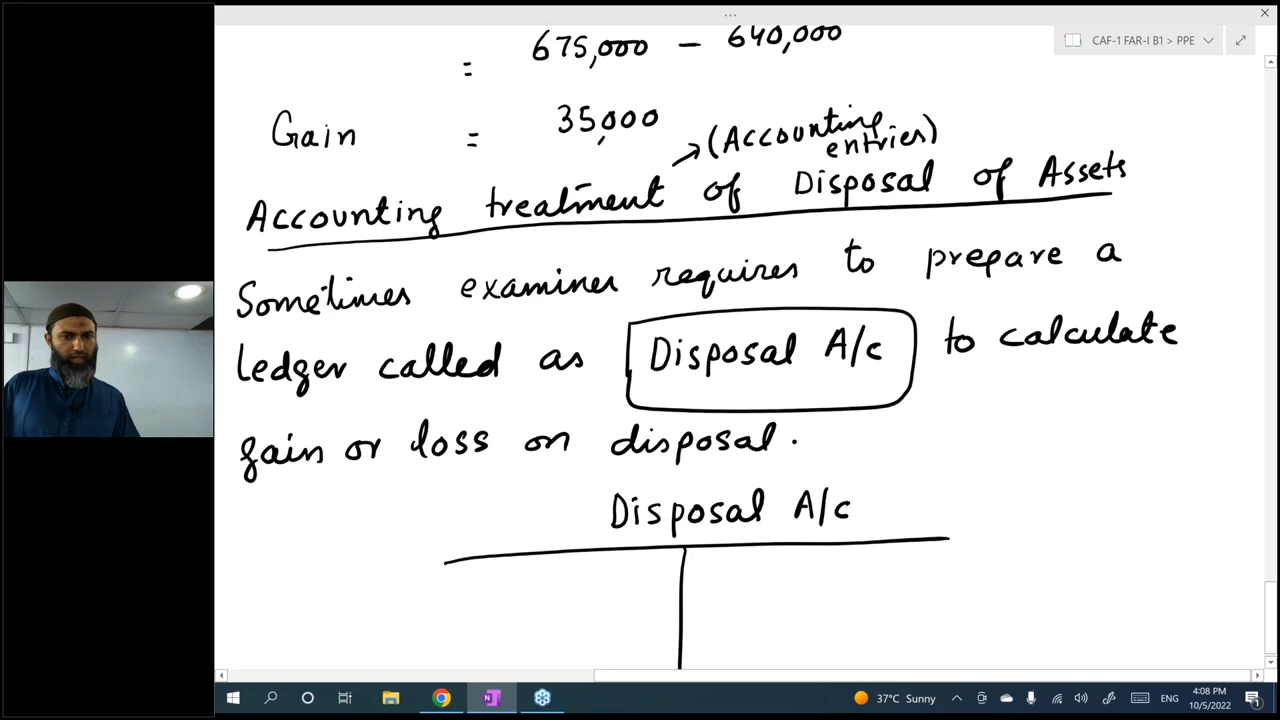 CAF-1 FAR-I B1 > PPE
= 675,000 - 640,000
Gain = 35,000
(Accounting entries)
Accounting treatment of Disposal of Assets
Sometimes examiner requires to prepare a
ledger called as Disposal A/c to calculate
gain or loss on disposal.
Disposal A/c
37°C Sunny
ENG
4:08 PM
10/5/2022
1